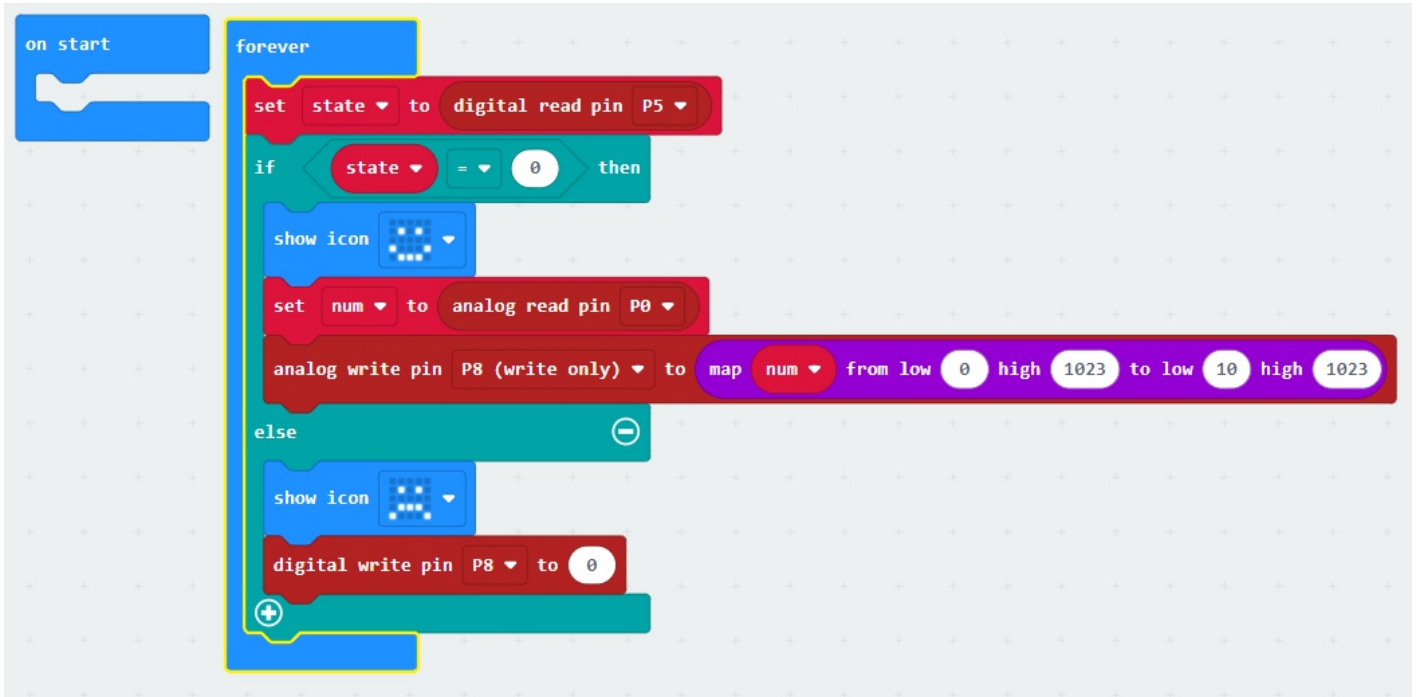 on start
forever
set state to digital read pin P5
if state = 0 then
show icon
set num to analog read pin P0
analog write pin P8 (write only) to map num from low 0 high 1023 to low 10 high 1023
else
show icon
digital write pin P8 to 0